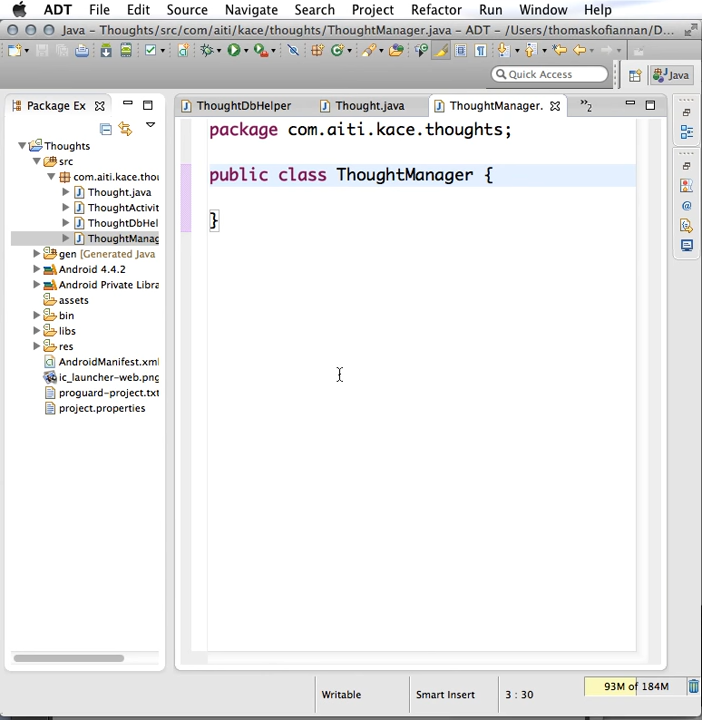 ADT File Edit Source Navigate Search Project Refactor Run Window Help
Java – Thoughts/src/com/aiti/kace/thoughts/ThoughtManager.java – ADT – /Users/thomaskofiannan/D...
Quick Access
Java
Package Ex
ThoughtDbHelper
Thought.java
ThoughtManager.
»2
Thoughts
src
com.aiti.kace.thou
Thought.java
ThoughtActivit
ThoughtDbHel
ThoughtManag
gen [Generated Java
Android 4.4.2
Android Private Libra
assets
bin
libs
res
AndroidManifest.xml
ic_launcher-web.png
proguard-project.txt
project.properties
package com.aiti.kace.thoughts;
public class ThoughtManager {
}
Writable
Smart Insert
3 : 30
93M of 184M